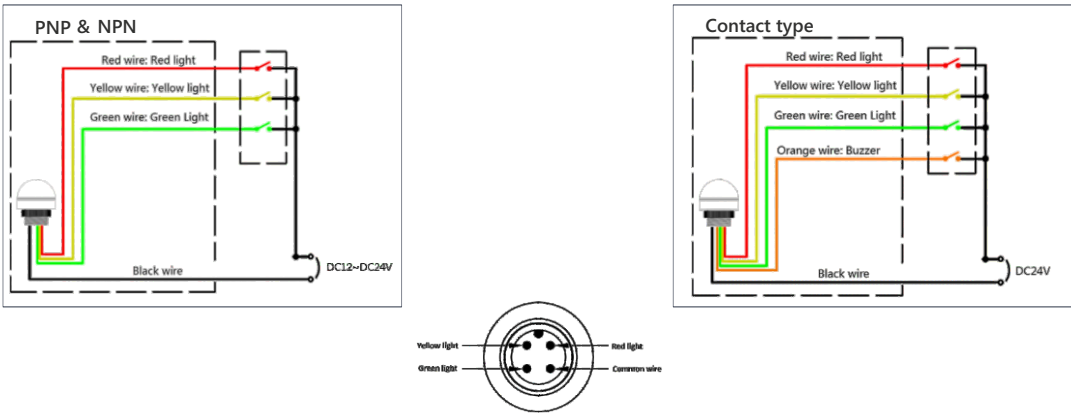 PNP & NPN
Red wire: Red light
Yellow wire: Yellow light
Green wire: Green Light
Black wire
DC12~DC24V
Contact type
Red wire: Red light
Yellow wire: Yellow light
Green wire: Green Light
Orange wire: Buzzer
Black wire
DC24V
Yellow light
Red light
Green light
Common wire